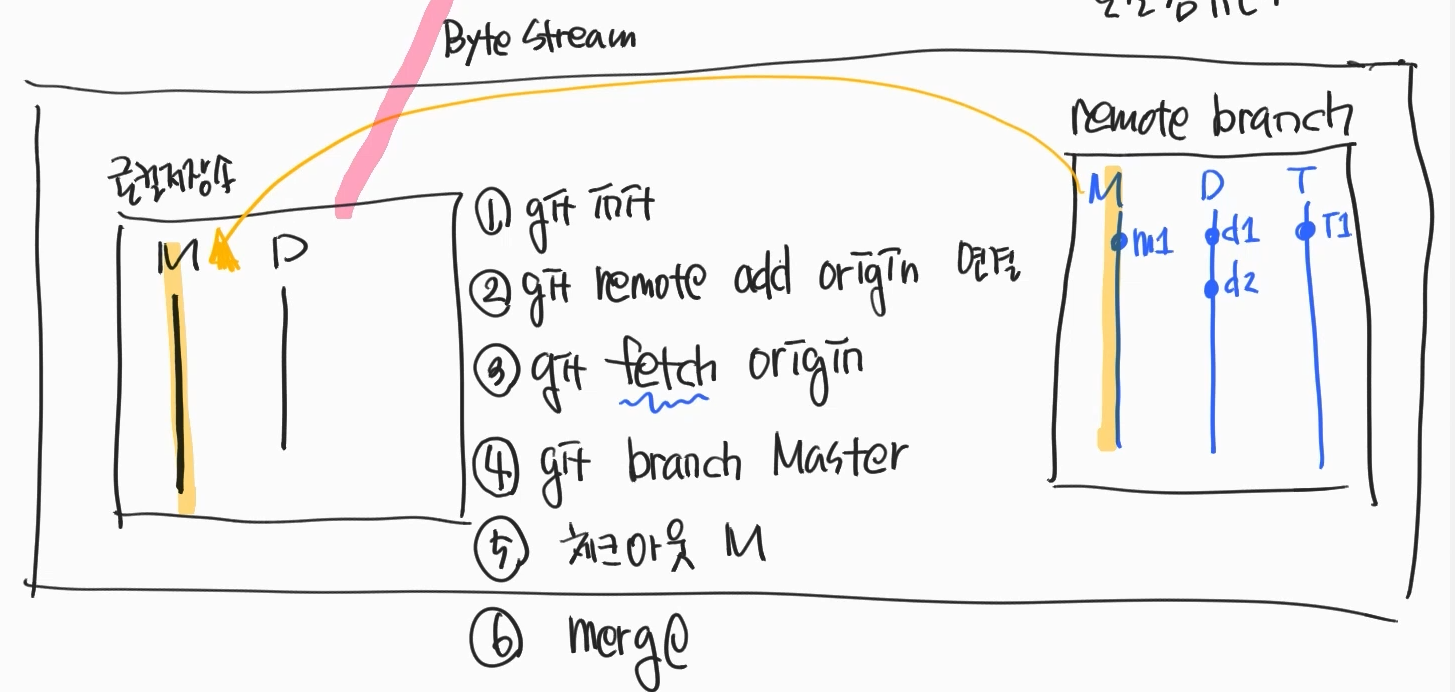 Byte Stream
remote branch
로컬저장소
M D
① git init
② git remote add origin 연결
③ git fetch origin
④ git branch Master
⑤ 체크아웃 M
⑥ merge
M D T
m1 d1 T1
d2